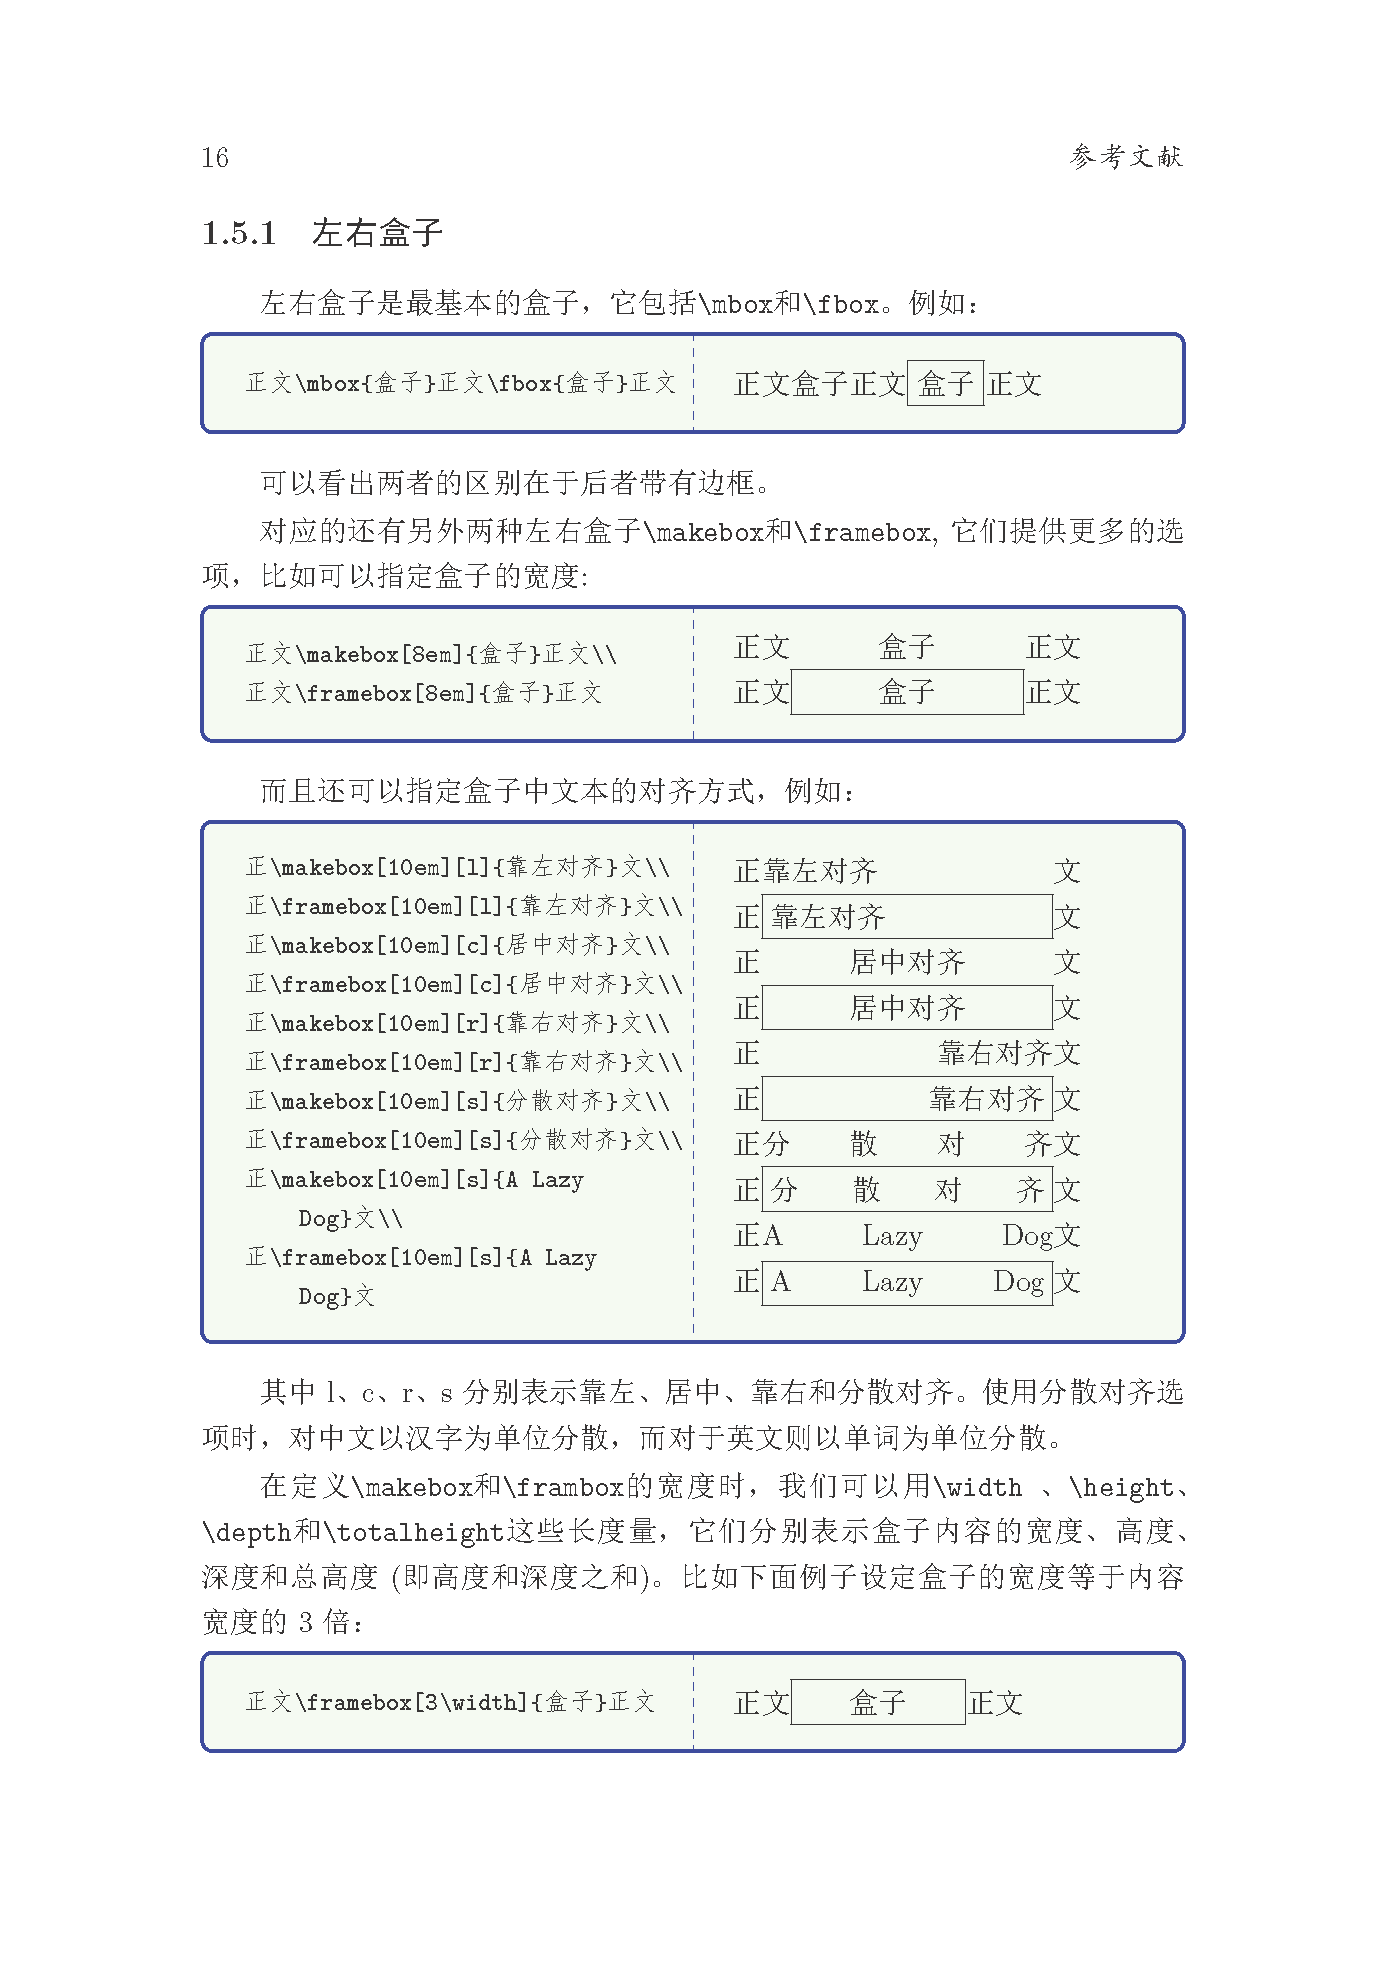 16 参考文献
1.5.1 左右盒子
左右盒子是最基本的盒子，它包括\mbox和\fbox。例如：
正文\mbox{盒子}正文\fbox{盒子}正文
正文盒子正文 盒子 正文
可以看出两者的区别在于后者带有边框。
对应的还有另外两种左右盒子\makebox和\framebox, 它们提供更多的选
项，比如可以指定盒子的宽度:
正文\makebox[8em]{盒子}正文\\
正文\framebox[8em]{盒子}正文
正文 盒子 正文
正文 盒子 正文
而且还可以指定盒子中文本的对齐方式，例如：
正\makebox[10em][l]{靠左对齐}文\\
正\framebox[10em][l]{靠左对齐}文\\
正\makebox[10em][c]{居中对齐}文\\
正\framebox[10em][c]{居中对齐}文\\
正\makebox[10em][r]{靠右对齐}文\\
正\framebox[10em][r]{靠右对齐}文\\
正\makebox[10em][s]{分散对齐}文\\
正\framebox[10em][s]{分散对齐}文\\
正\makebox[10em][s]{A Lazy
Dog}文\\
正\framebox[10em][s]{A Lazy
Dog}文
正靠左对齐 文
正 靠左对齐 文
正 居中对齐 文
正 居中对齐 文
正 靠右对齐文
正 靠右对齐 文
正分 散 对 齐文
正 分 散 对 齐 文
正A Lazy Dog文
正 A Lazy Dog 文
其中 l、c、r、s 分别表示靠左、居中、靠右和分散对齐。使用分散对齐选
项时，对中文以汉字为单位分散，而对于英文则以单词为单位分散。
在定义\makebox和\frambox的宽度时，我们可以用\width 、\height、
\depth和\totalheight这些长度量，它们分别表示盒子内容的宽度、高度、
深度和总高度 (即高度和深度之和)。比如下面例子设定盒子的宽度等于内容
宽度的 3 倍：
正文\framebox[3\width]{盒子}正文
正文 盒子 正文